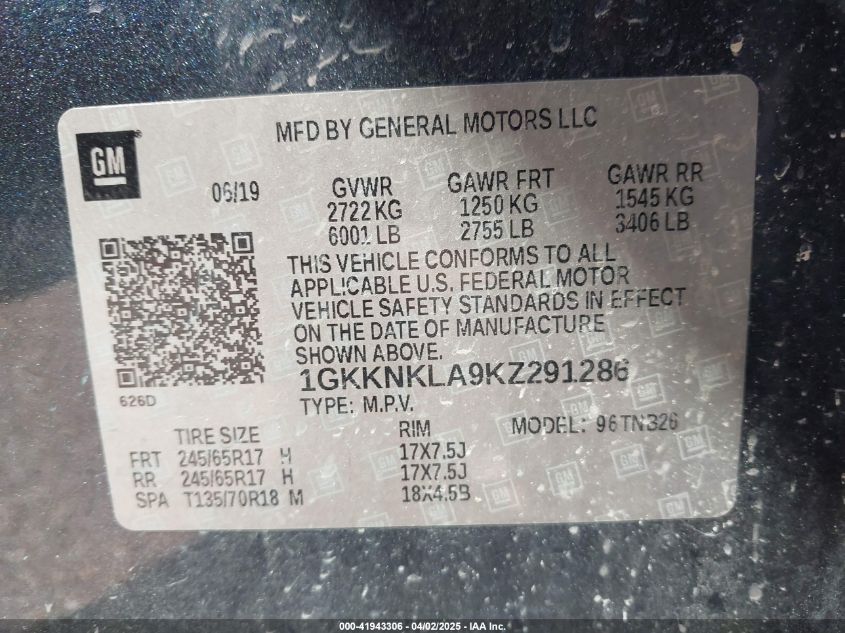 MFD BY GENERAL MOTORS LLC
GM
06/19
GVWR GAWR FRT GAWR RR
2722 KG 1250 KG 1545 KG
6001 LB 2755 LB 3406 LB
THIS VEHICLE CONFORMS TO ALL
APPLICABLE U.S. FEDERAL MOTOR
VEHICLE SAFETY STANDARDS IN EFFECT
ON THE DATE OF MANUFACTURE
SHOWN ABOVE.
1GKKNKLA9KZ291286
626D
TYPE: M.P.V.
TIRE SIZE RIM MODEL: 96TN326
FRT 245/65R17 H 17X7.5J
RR 245/65R17 H 17X7.5J
SPA T135/70R18 M 18X4.5B
000-41943306 - 04/02/2025 - IAA Inc.